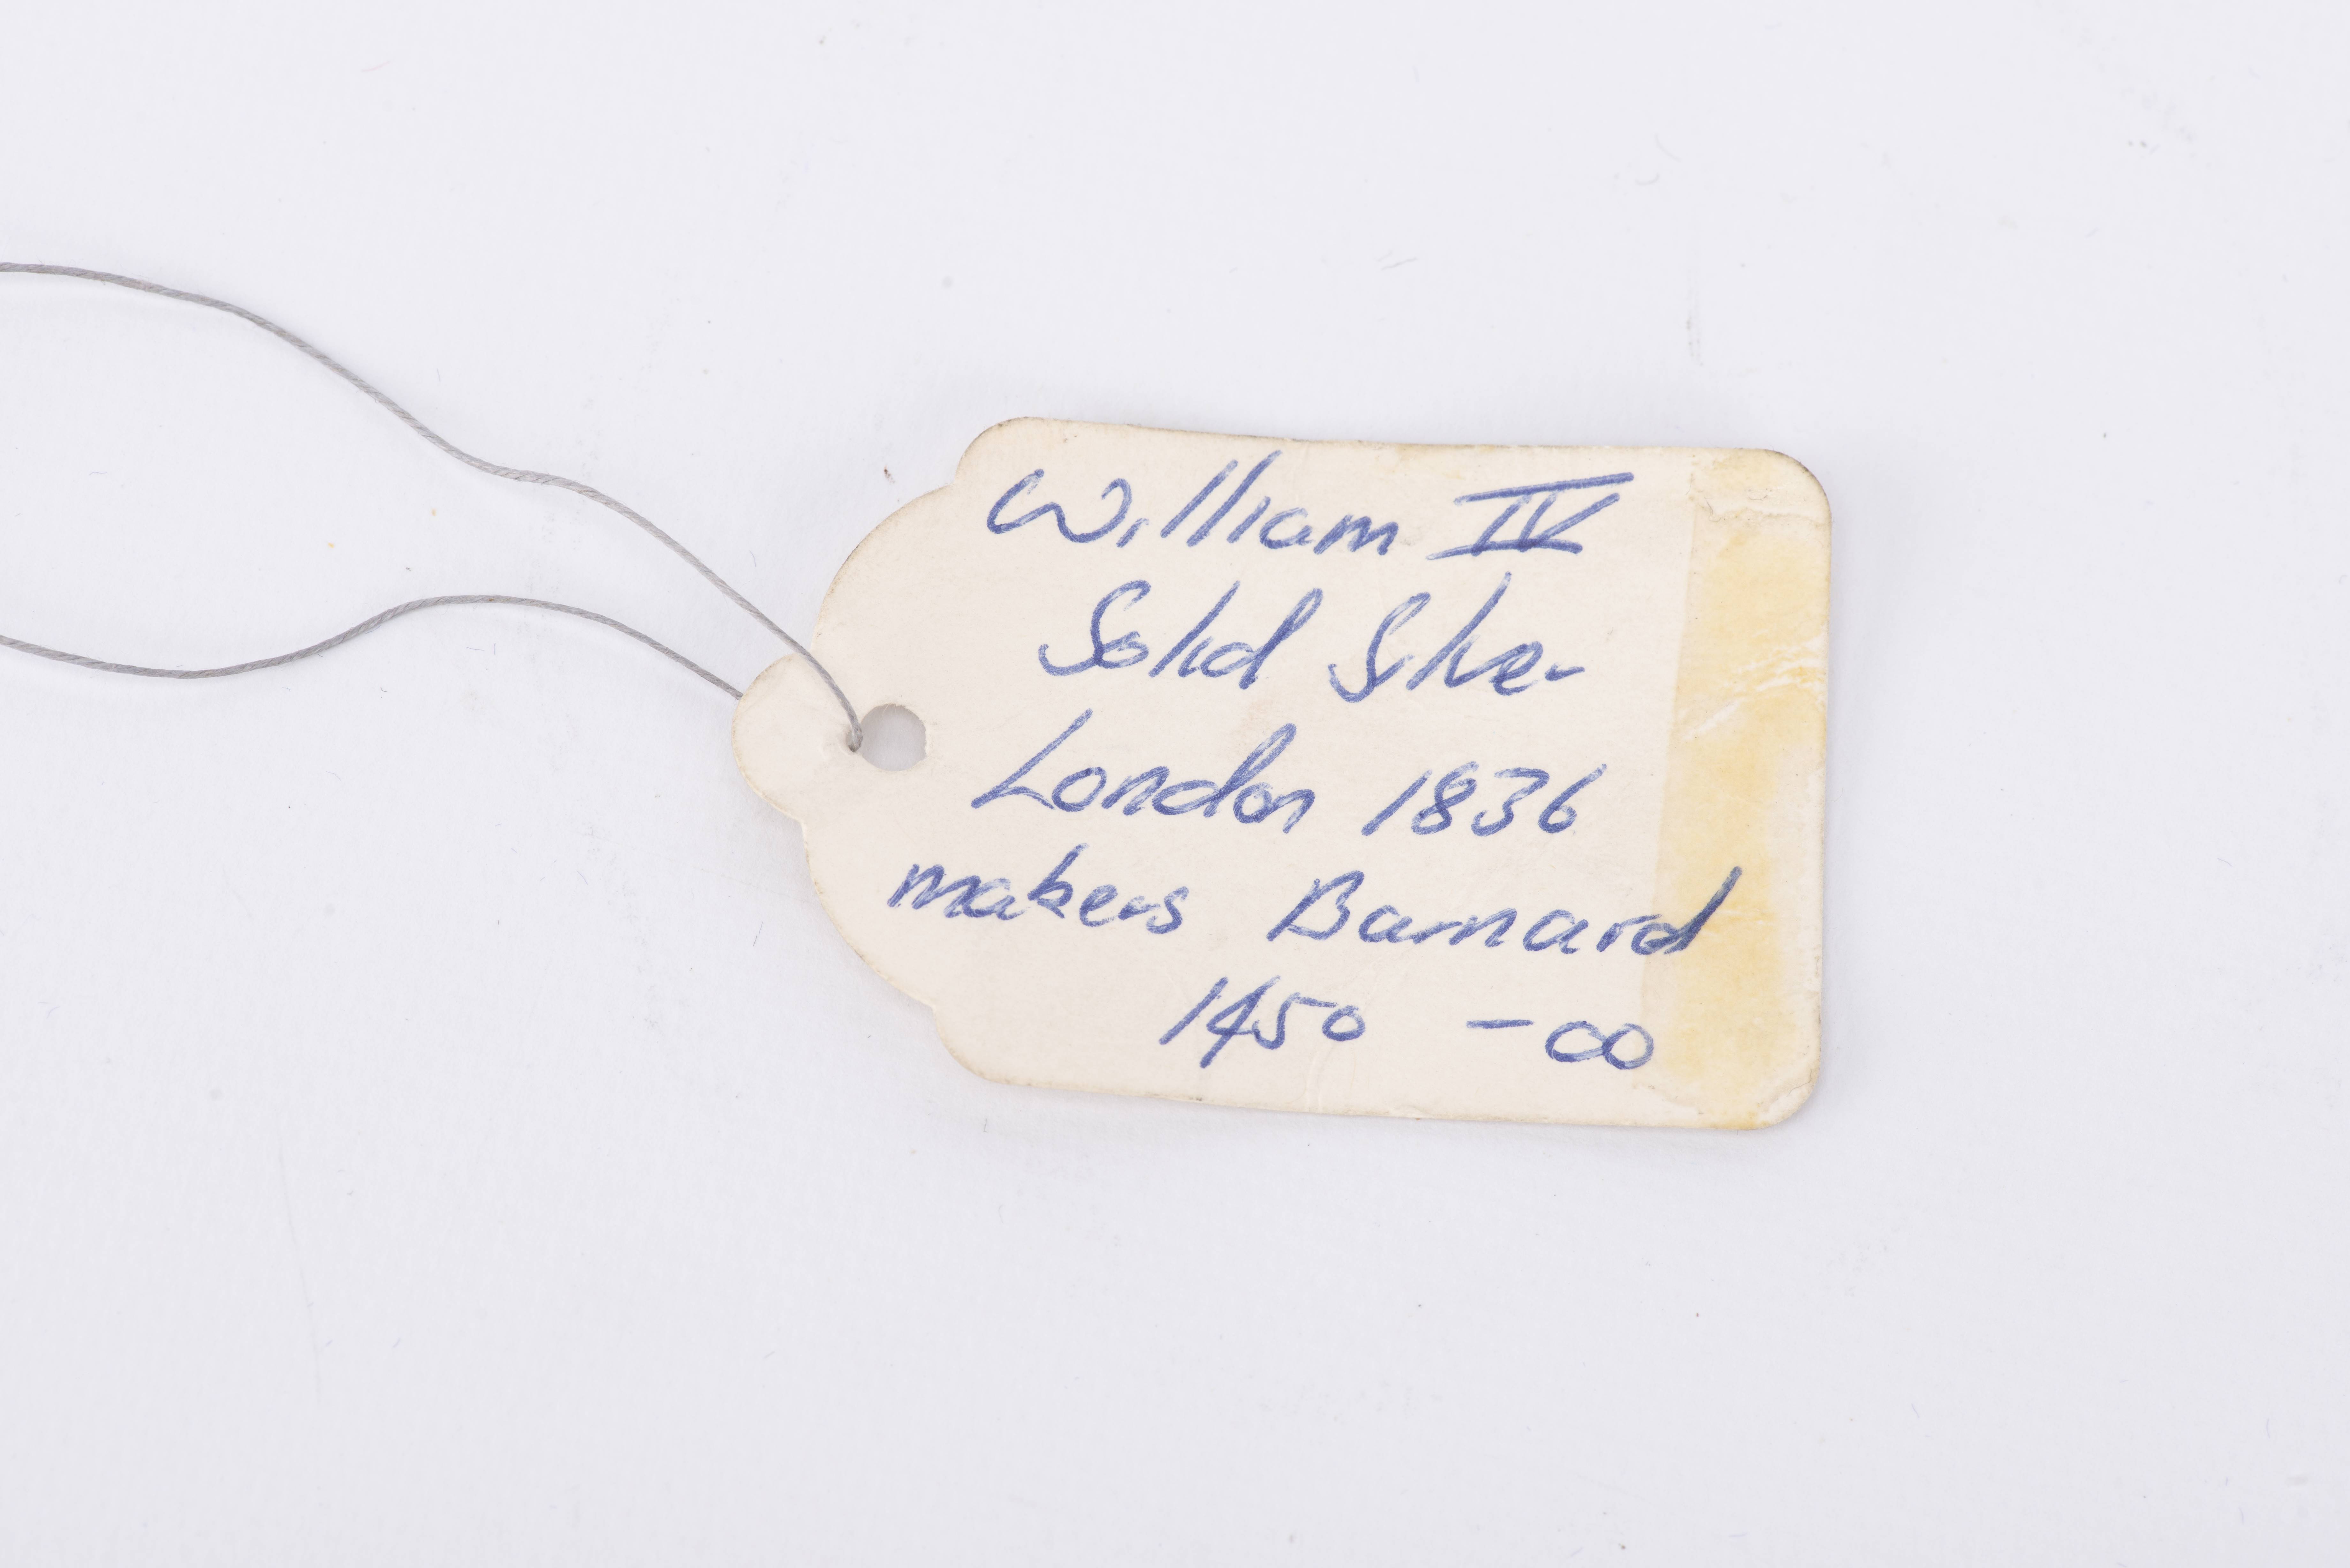 William IV
Solid Silver
London 1836
makers Barnard
1450 -00